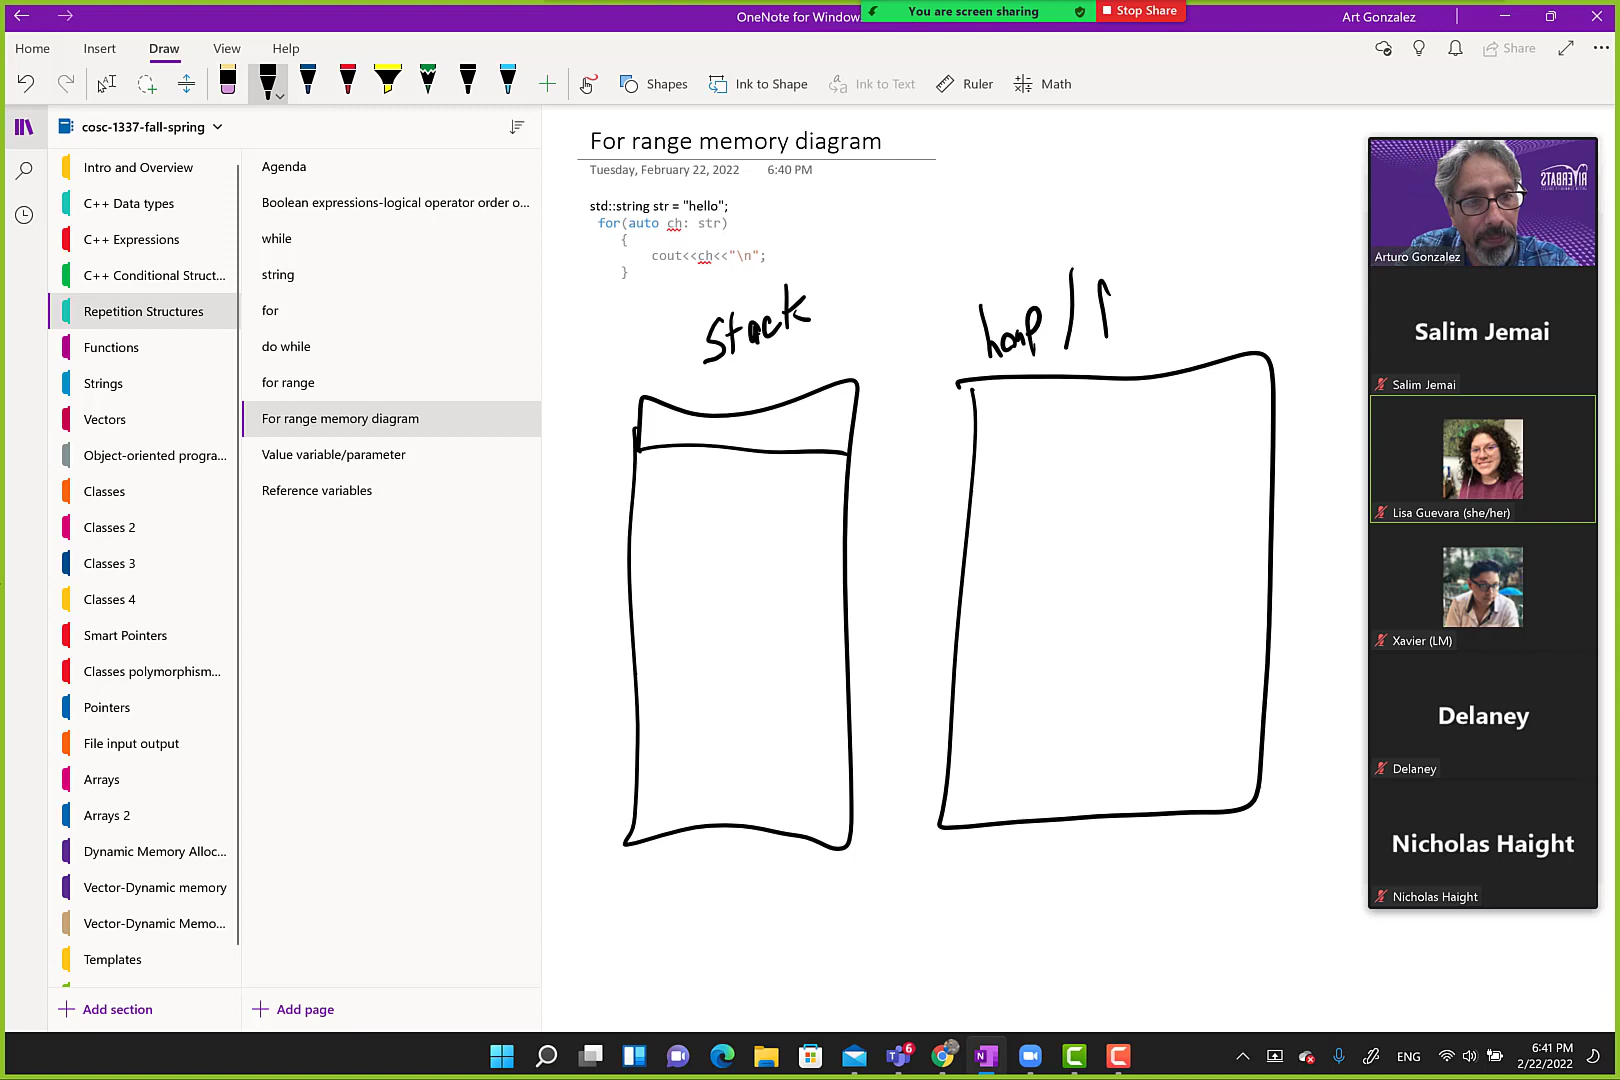 OneNote for Window
You are screen sharing
Stop Share
Art Gonzalez
Home
Insert
Draw
View
Help
Share
Shapes
Ink to Shape
Ink to Text
Ruler
Math
cosc-1337-fall-spring
Intro and Overview
C++ Data types
C++ Expressions
C++ Conditional Struct...
Repetition Structures
Functions
Strings
Vectors
Object-oriented progra...
Classes
Classes 2
Classes 3
Classes 4
Smart Pointers
Classes polymorphism...
Pointers
File input output
Arrays
Arrays 2
Dynamic Memory Alloc...
Vector-Dynamic memory
Vector-Dynamic Memo...
Templates
Add section
Agenda
Boolean expressions-logical operator order o...
while
string
for
do while
for range
For range memory diagram
Value variable/parameter
Reference variables
Add page
For range memory diagram
Tuesday, February 22, 2022 6:40 PM
std::string str = "hello";
for(auto ch: str)
{
cout<<ch<<"\n";
}
stack
heap /
RIVERBATS
Arturo Gonzalez
Salim Jemai
Salim Jemai
Lisa Guevara (she/her)
Xavier (LM)
Delaney
Delaney
Nicholas Haight
Nicholas Haight
6
ENG
6:41 PM
2/22/2022